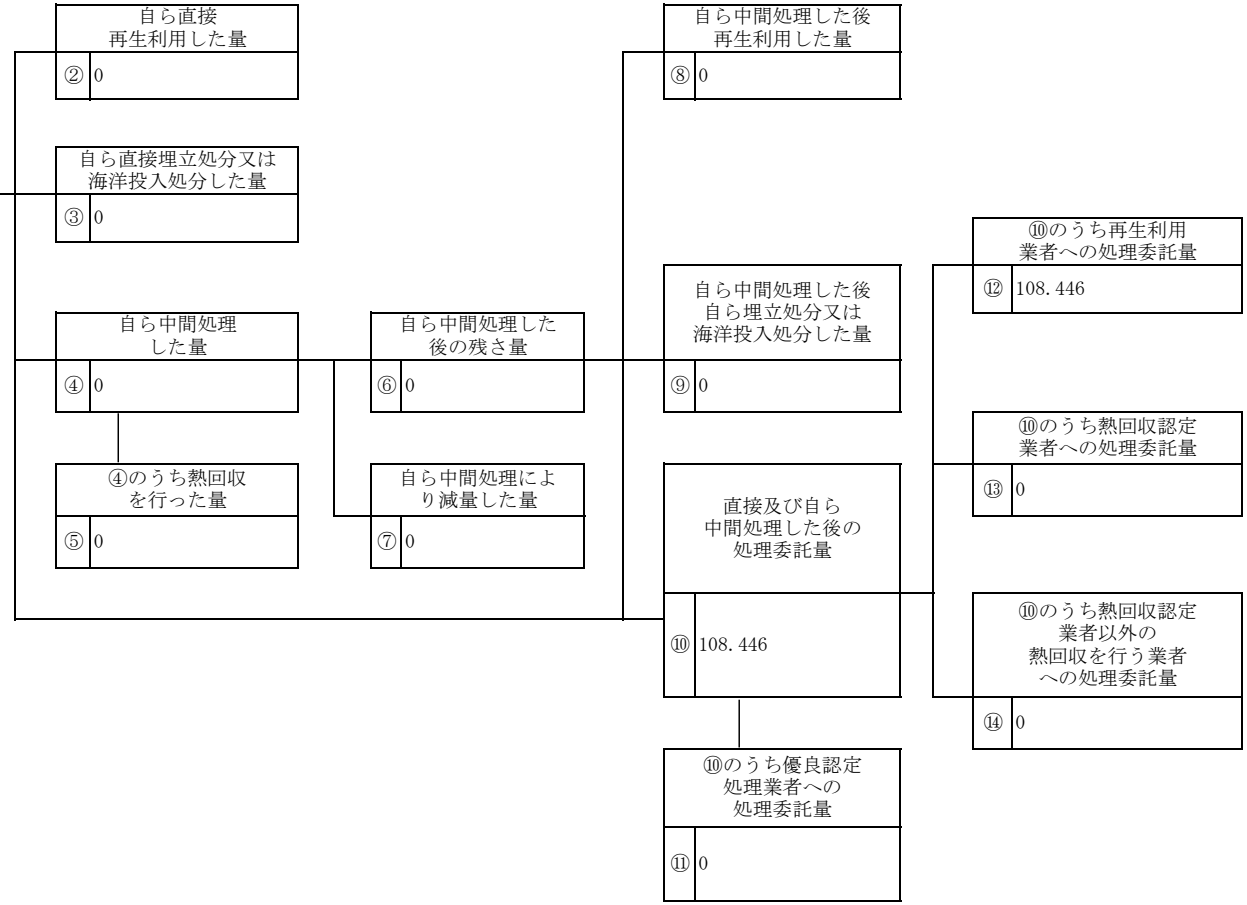 自ら直接
再生利用した量
② 0
自ら中間処理した後
再生利用した量
⑧ 0
自ら直接埋立処分又は
海洋投入処分した量
③ 0
⑩のうち再生利用
業者への処理委託量
⑫ 108.446
自ら中間処理
した量
④ 0
自ら中間処理した
後の残さ量
⑥ 0
自ら中間処理した後
自ら埋立処分又は
海洋投入処分した量
⑨ 0
⑩のうち熱回収認定
業者への処理委託量
⑬ 0
④のうち熱回収
を行った量
⑤ 0
自ら中間処理によ
り減量した量
⑦ 0
直接及び自ら
中間処理した後の
処理委託量
⑩ 108.446
⑩のうち熱回収認定
業者以外の
熱回収を行う業者
への処理委託量
⑭ 0
⑩のうち優良認定
処理業者への
処理委託量
⑪ 0